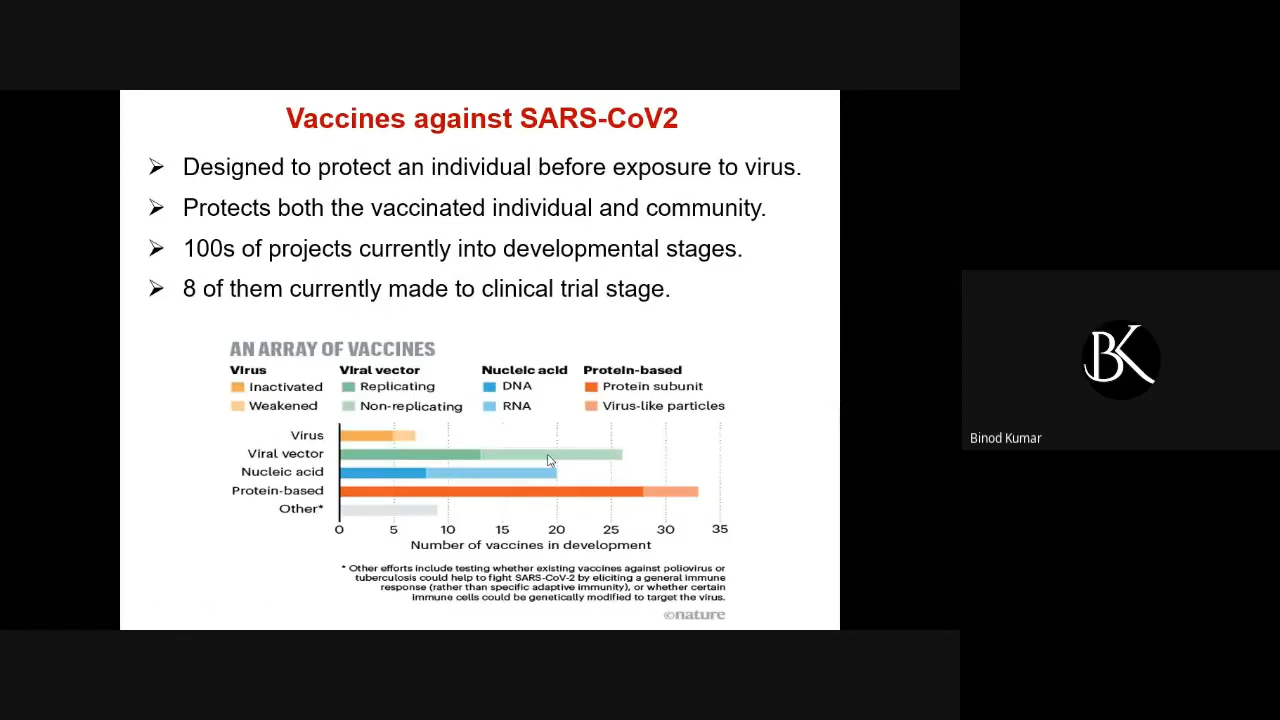 Vaccines against SARS-CoV2
Designed to protect an individual before exposure to virus.
Protects both the vaccinated individual and community.
100s of projects currently into developmental stages.
8 of them currently made to clinical trial stage.
AN ARRAY OF VACCINES
Virus Viral vector Nucleic acid Protein-based
Inactivated Replicating DNA Protein subunit
Weakened Non-replicating RNA Virus-like particles
Virus
Viral vector
Nucleic acid
Protein-based
Other*
0 5 10 15 20 25 30 35
Number of vaccines in development
* Other efforts include testing whether existing vaccines against poliovirus or
tuberculosis could help to fight SARS-CoV-2 by eliciting a general immune
response (rather than specific adaptive immunity), or whether certain
immune cells could be genetically modified to target the virus.
©nature
BK
Binod Kumar